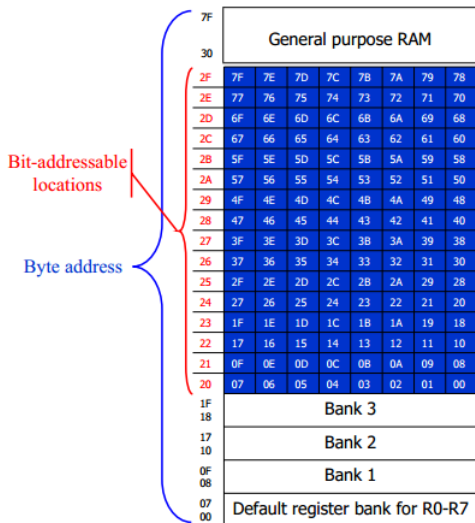 7F
General purpose RAM
30
2F 7F 7E 7D 7C 7B 7A 79 78
2E 77 76 75 74 73 72 71 70
2D 6F 6E 6D 6C 6B 6A 69 68
2C 67 66 65 64 63 62 61 60
2B 5F 5E 5D 5C 5B 5A 59 58
Bit-addressable
locations
2A 57 56 55 54 53 52 51 50
29 4F 4E 4D 4C 4B 4A 49 48
28 47 46 45 44 43 42 41 40
27 3F 3E 3D 3C 3B 3A 39 38
Byte address
26 37 36 35 34 33 32 31 30
25 2F 2E 2D 2C 2B 2A 29 28
24 27 26 25 24 23 22 21 20
23 1F 1E 1D 1C 1B 1A 19 18
22 17 16 15 14 13 12 11 10
21 0F 0E 0D 0C 0B 0A 09 08
20 07 06 05 04 03 02 01 00
1F
Bank 3
18
17
Bank 2
10
0F
Bank 1
08
07
Default register bank for R0-R7
00